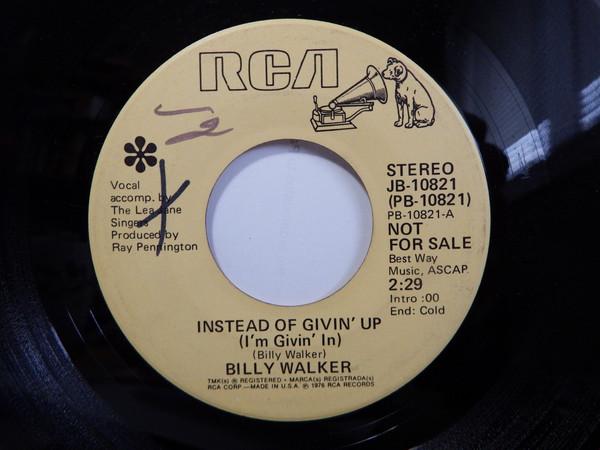 RCA
Vocal
accomp. by
The Lea Jane
Singers
Produced by
Ray Pennington
STEREO
JB-10821
(PB-10821)
PB-10821-A
NOT
FOR SALE
Best Way
Music, ASCAP
2:29
Intro :00
End: Cold
INSTEAD OF GIVIN' UP
(I'm Givin' In)
(Billy Walker)
BILLY WALKER
TMK(s) ® REGISTERED • MARCA(s) REGISTRADA(s)
RCA CORP.—MADE IN U.S.A. ℗ 1976 RCA RECORDS